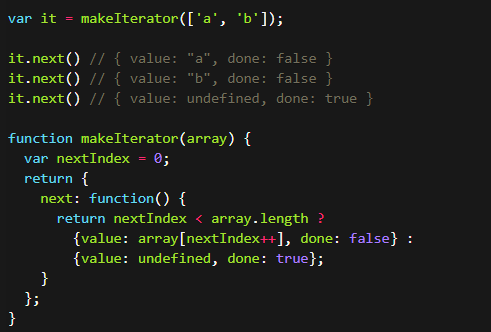 var it = makeIterator(['a', 'b']);

it.next() // { value: "a", done: false }
it.next() // { value: "b", done: false }
it.next() // { value: undefined, done: true }

function makeIterator(array) {
  var nextIndex = 0;
  return {
    next: function() {
      return nextIndex < array.length ?
        {value: array[nextIndex++], done: false} :
        {value: undefined, done: true};
    }
  };
}